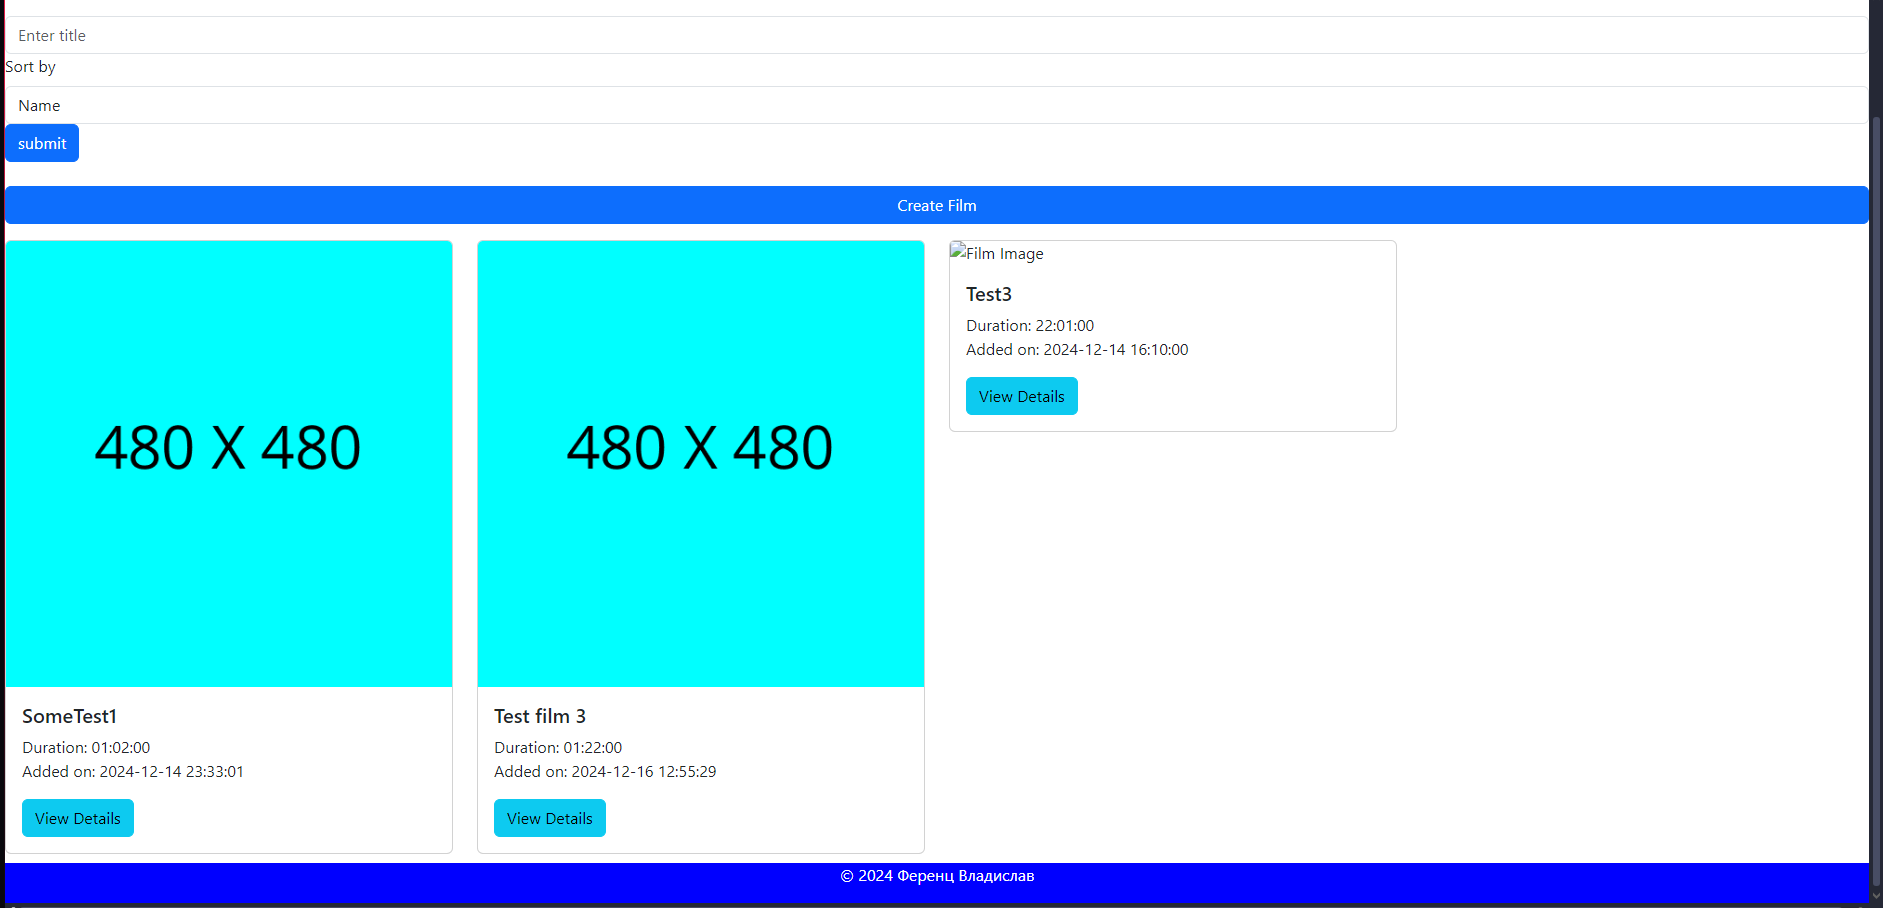 Enter title
Sort by
Name
submit
Create Film
480 X 480
SomeTest1
Duration: 01:02:00
Added on: 2024-12-14 23:33:01
View Details
480 X 480
Test film 3
Duration: 01:22:00
Added on: 2024-12-16 12:55:29
View Details
Film Image
Test3
Duration: 22:01:00
Added on: 2024-12-14 16:10:00
View Details
© 2024 Ференц Владислав